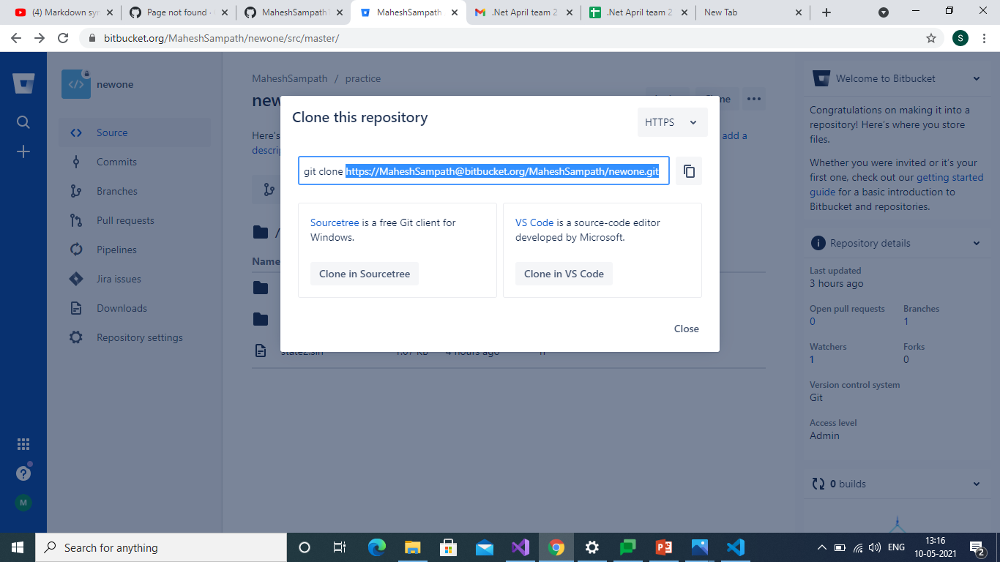 (4) Markdown syn
Page not found ·
MaheshSampath
MaheshSampath
.Net April team 2
.Net April team 2
New Tab
bitbucket.org/MaheshSampath/newone/src/master/
S
newone
Source
Commits
Branches
Pull requests
Pipelines
Jira issues
Downloads
Repository settings
M
MaheshSampath / practice
new
Here's
add a
descrip
/
Name
state2.sln
4 hours ago
Clone this repository
HTTPS
git clone https://MaheshSampath@bitbucket.org/MaheshSampath/newone.git
Sourcetree is a free Git client for
Windows.
Clone in Sourcetree
VS Code is a source-code editor
developed by Microsoft.
Clone in VS Code
Close
Welcome to Bitbucket
Congratulations on making it into a
repository! Here's where you store
files.
Whether you were invited or it's your
first one, check out our getting started
guide for a basic introduction to
Bitbucket and repositories.
Repository details
Last updated
3 hours ago
Open pull requests
0
Branches
1
Watchers
1
Forks
0
Version control system
Git
Access level
Admin
0 builds
Search for anything
ENG
13:16
10-05-2021
2